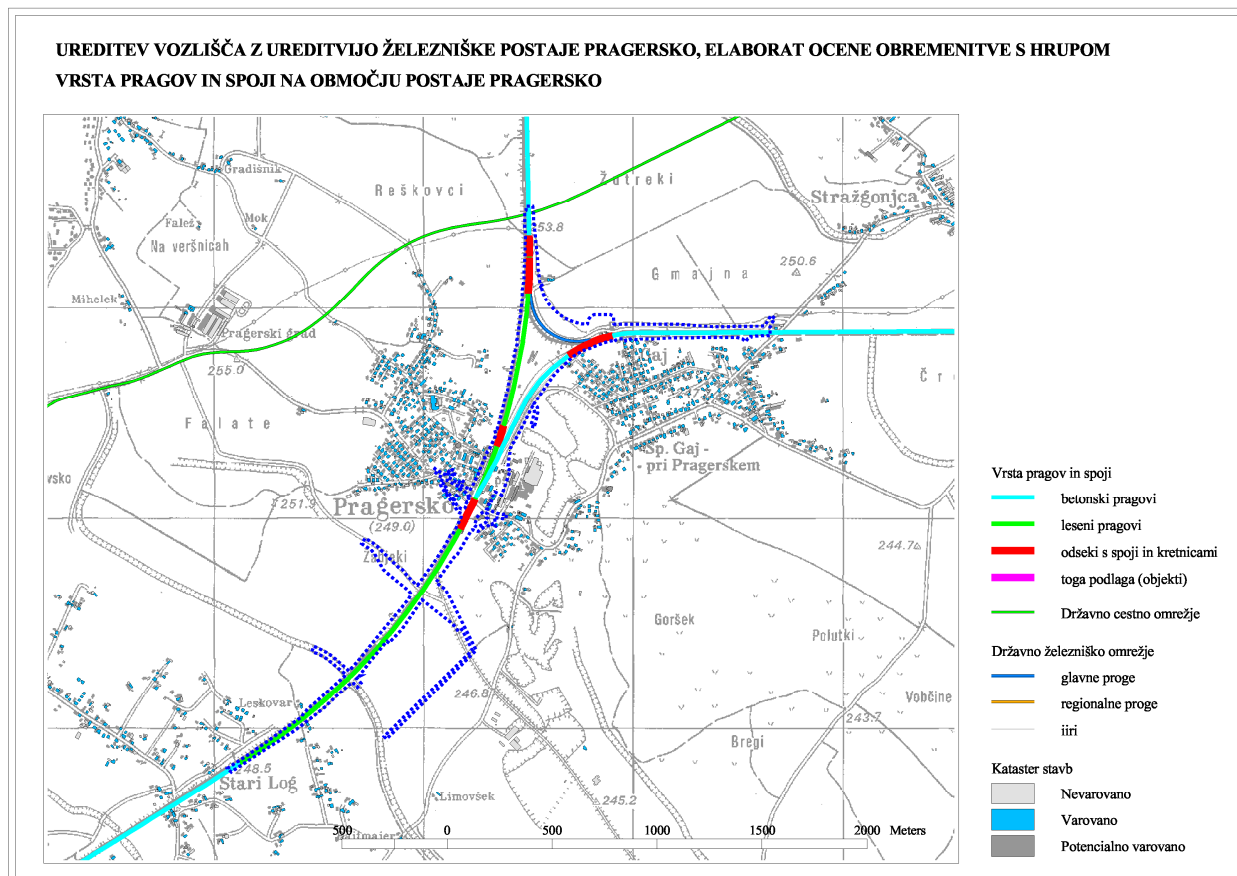 UREDITEV VOZLIŠČA Z UREDITVIJO ŽELEZNIŠKE POSTAJE PRAGERSKO, ELABORAT OCENE OBREMENITVE S HRUPOM
VRSTA PRAGOV IN SPOJI NA OBMOČJU POSTAJE PRAGERSKO
Gradišnik
Reškovci
Žutreki
Stražgonjca
Falež
Mok
53.8
Na veršnicah
Gmajna
250.6
Mihelek
Pragerski grad
Gaj
255.0
Falate
Sp. Gaj -
- pri Pragerskem
vsko
251.
Pragersko
(249.0)
244.7
Goršek
Polutki
Leskovar
246.8
Vobčine
243.7
Bregi
248.5
Stari Log
Limovšek
245.2
500 0 500 1000 1500 2000 Meters
Vrsta pragov in spoji
betonski pragovi
leseni pragovi
odseki s spoji in kretnicami
toga podlaga (objekti)
Državno cestno omrežje
Državno železniško omrežje
glavne proge
regionalne proge
iiri
Kataster stavb
Nevarovano
Varovano
Potencialno varovano